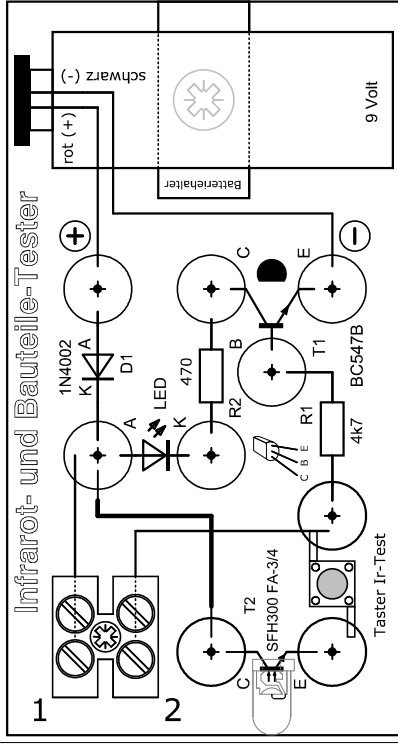 schwarz (-)
rot (+)
9 Volt
Batteriehalter
Infrarot- und Bauteile-Tester
+
-
C
E
B
T1
BC547B
1N4002
A
K
D1
470
R2
LED
A
K
R1
4k7
C B E
T2
SFH300 FA-3/4
C
E
Taster Ir-Test
1
2